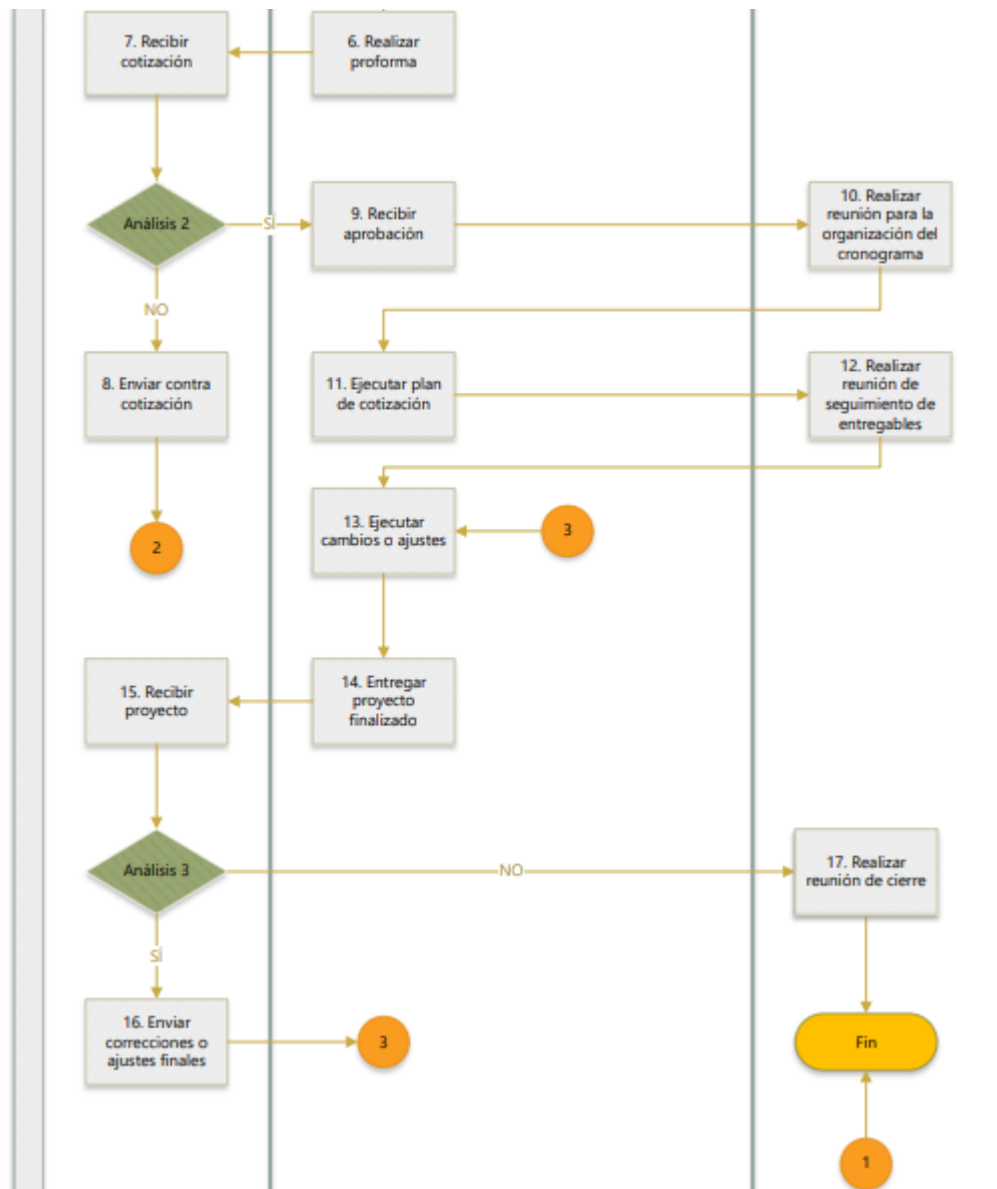 7. Recibir
cotización
6. Realizar
proforma
Análisis 2
SÍ
9. Recibir
aprobación
10. Realizar
reunión para la
organización del
cronograma
NO
8. Enviar contra
cotización
11. Ejecutar plan
de cotización
12. Realizar
reunión de
seguimiento de
entregables
2
13. Ejecutar
cambios o ajustes
3
15. Recibir
proyecto
14. Entregar
proyecto
finalizado
Análisis 3
NO
17. Realizar
reunión de cierre
SÍ
16. Enviar
correcciones o
ajustes finales
3
Fin
1